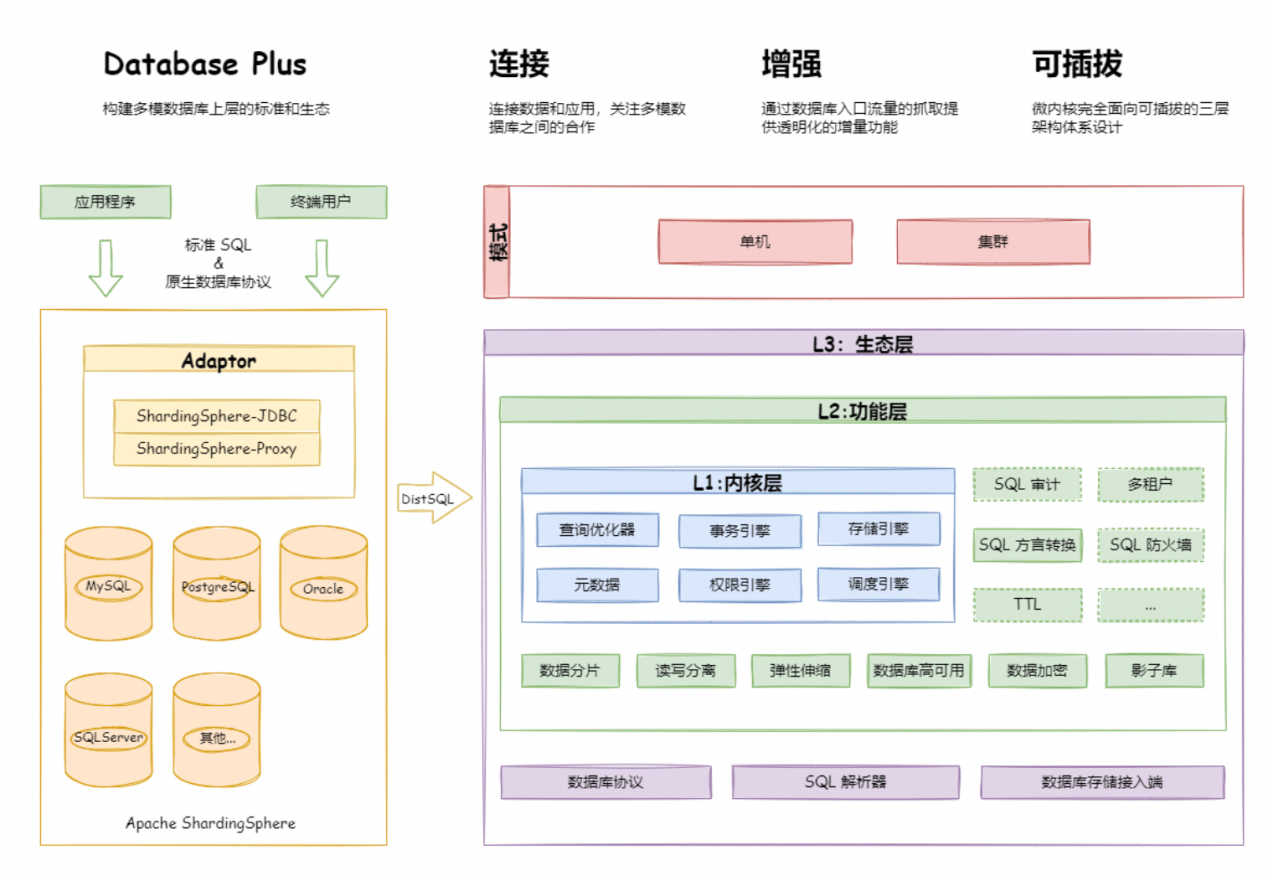 Database Plus
构建多模数据库上层的标准和生态
连接
连接数据和应用，关注多模数
据库之间的合作
增强
通过数据库入口流量的抓取提
供透明化的增量功能
可插拔
微内核完全面向可插拔的三层
架构体系设计
应用程序
终端用户
标准 SQL
&
原生数据库协议
Adaptor
ShardingSphere-JDBC
ShardingSphere-Proxy
MySQL
PostgreSQL
Oracle
SQLServer
其他...
Apache ShardingSphere
DistSQL
模式
单机
集群
L3：生态层
L2:功能层
L1:内核层
查询优化器
事务引擎
存储引擎
元数据
权限引擎
调度引擎
SQL 审计
多租户
SQL 方言转换
SQL 防火墙
TTL
...
数据分片
读写分离
弹性伸缩
数据库高可用
数据加密
影子库
数据库协议
SQL 解析器
数据库存储接入端